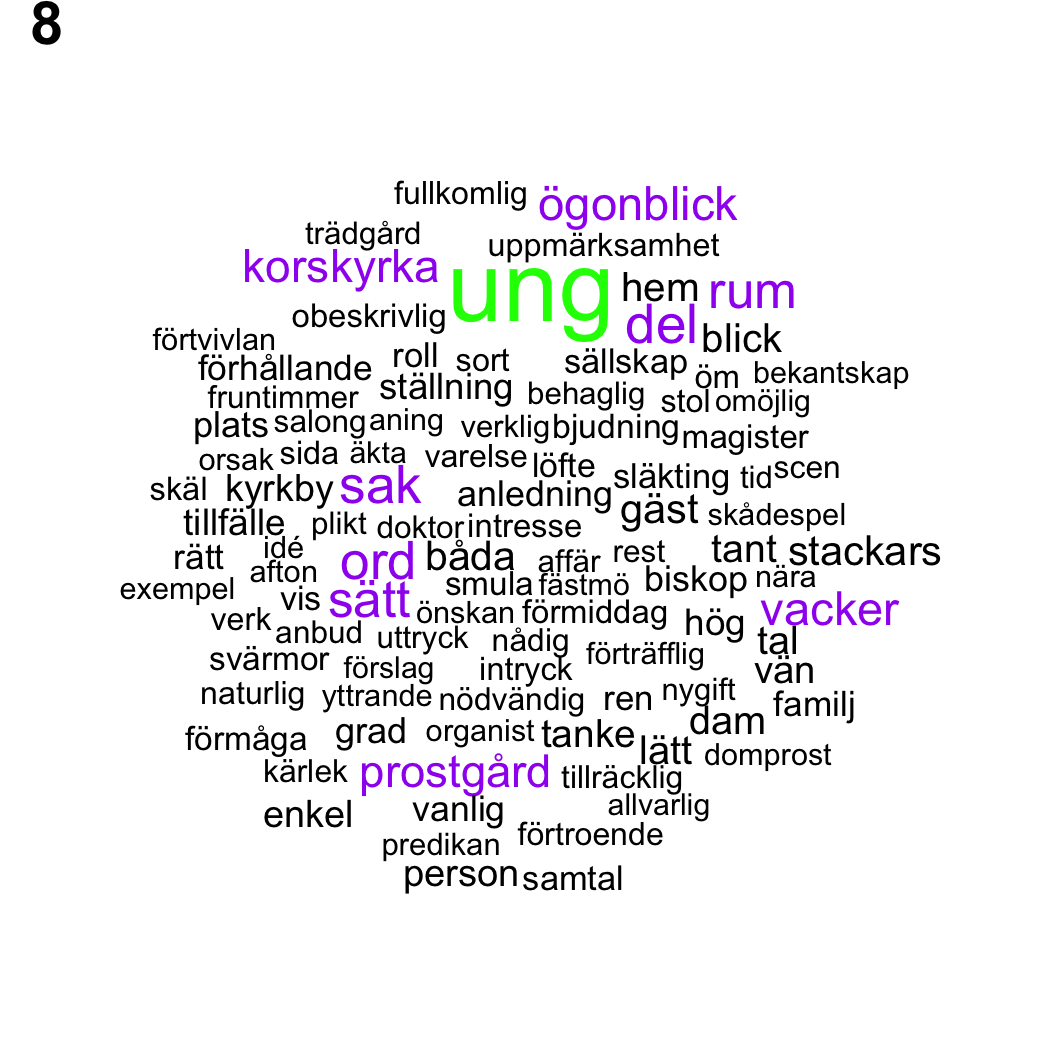 8
fullkomlig ögonblick
trädgård uppmärksamhet
korskyrka ung hem rum
obeskrivlig del blick
förtvivlan roll sort sällskap
förhållande ställning behaglig öm bekantskap
fruntimmer stol omöjlig
plats salong aning verklig bjudning magister
orsak sida äkta varelse löfte släkting tid scen
skäl kyrkby sak anledning gäst skådespel
tillfälle plikt doktor intresse
rätt idé ord båda affär rest tant stackars
exempel afton smula fästmö biskop nära
vis sätt önskan förmiddag hög vacker
verk anbud uttryck nådig förträfflig tal
svärmor förslag intryck vän
naturlig yttrande nödvändig ren nygift familj
förmåga grad organist tanke dam
lätt domprost
kärlek prostgård tillräcklig
enkel vanlig allvarlig
predikan förtroende
person samtal